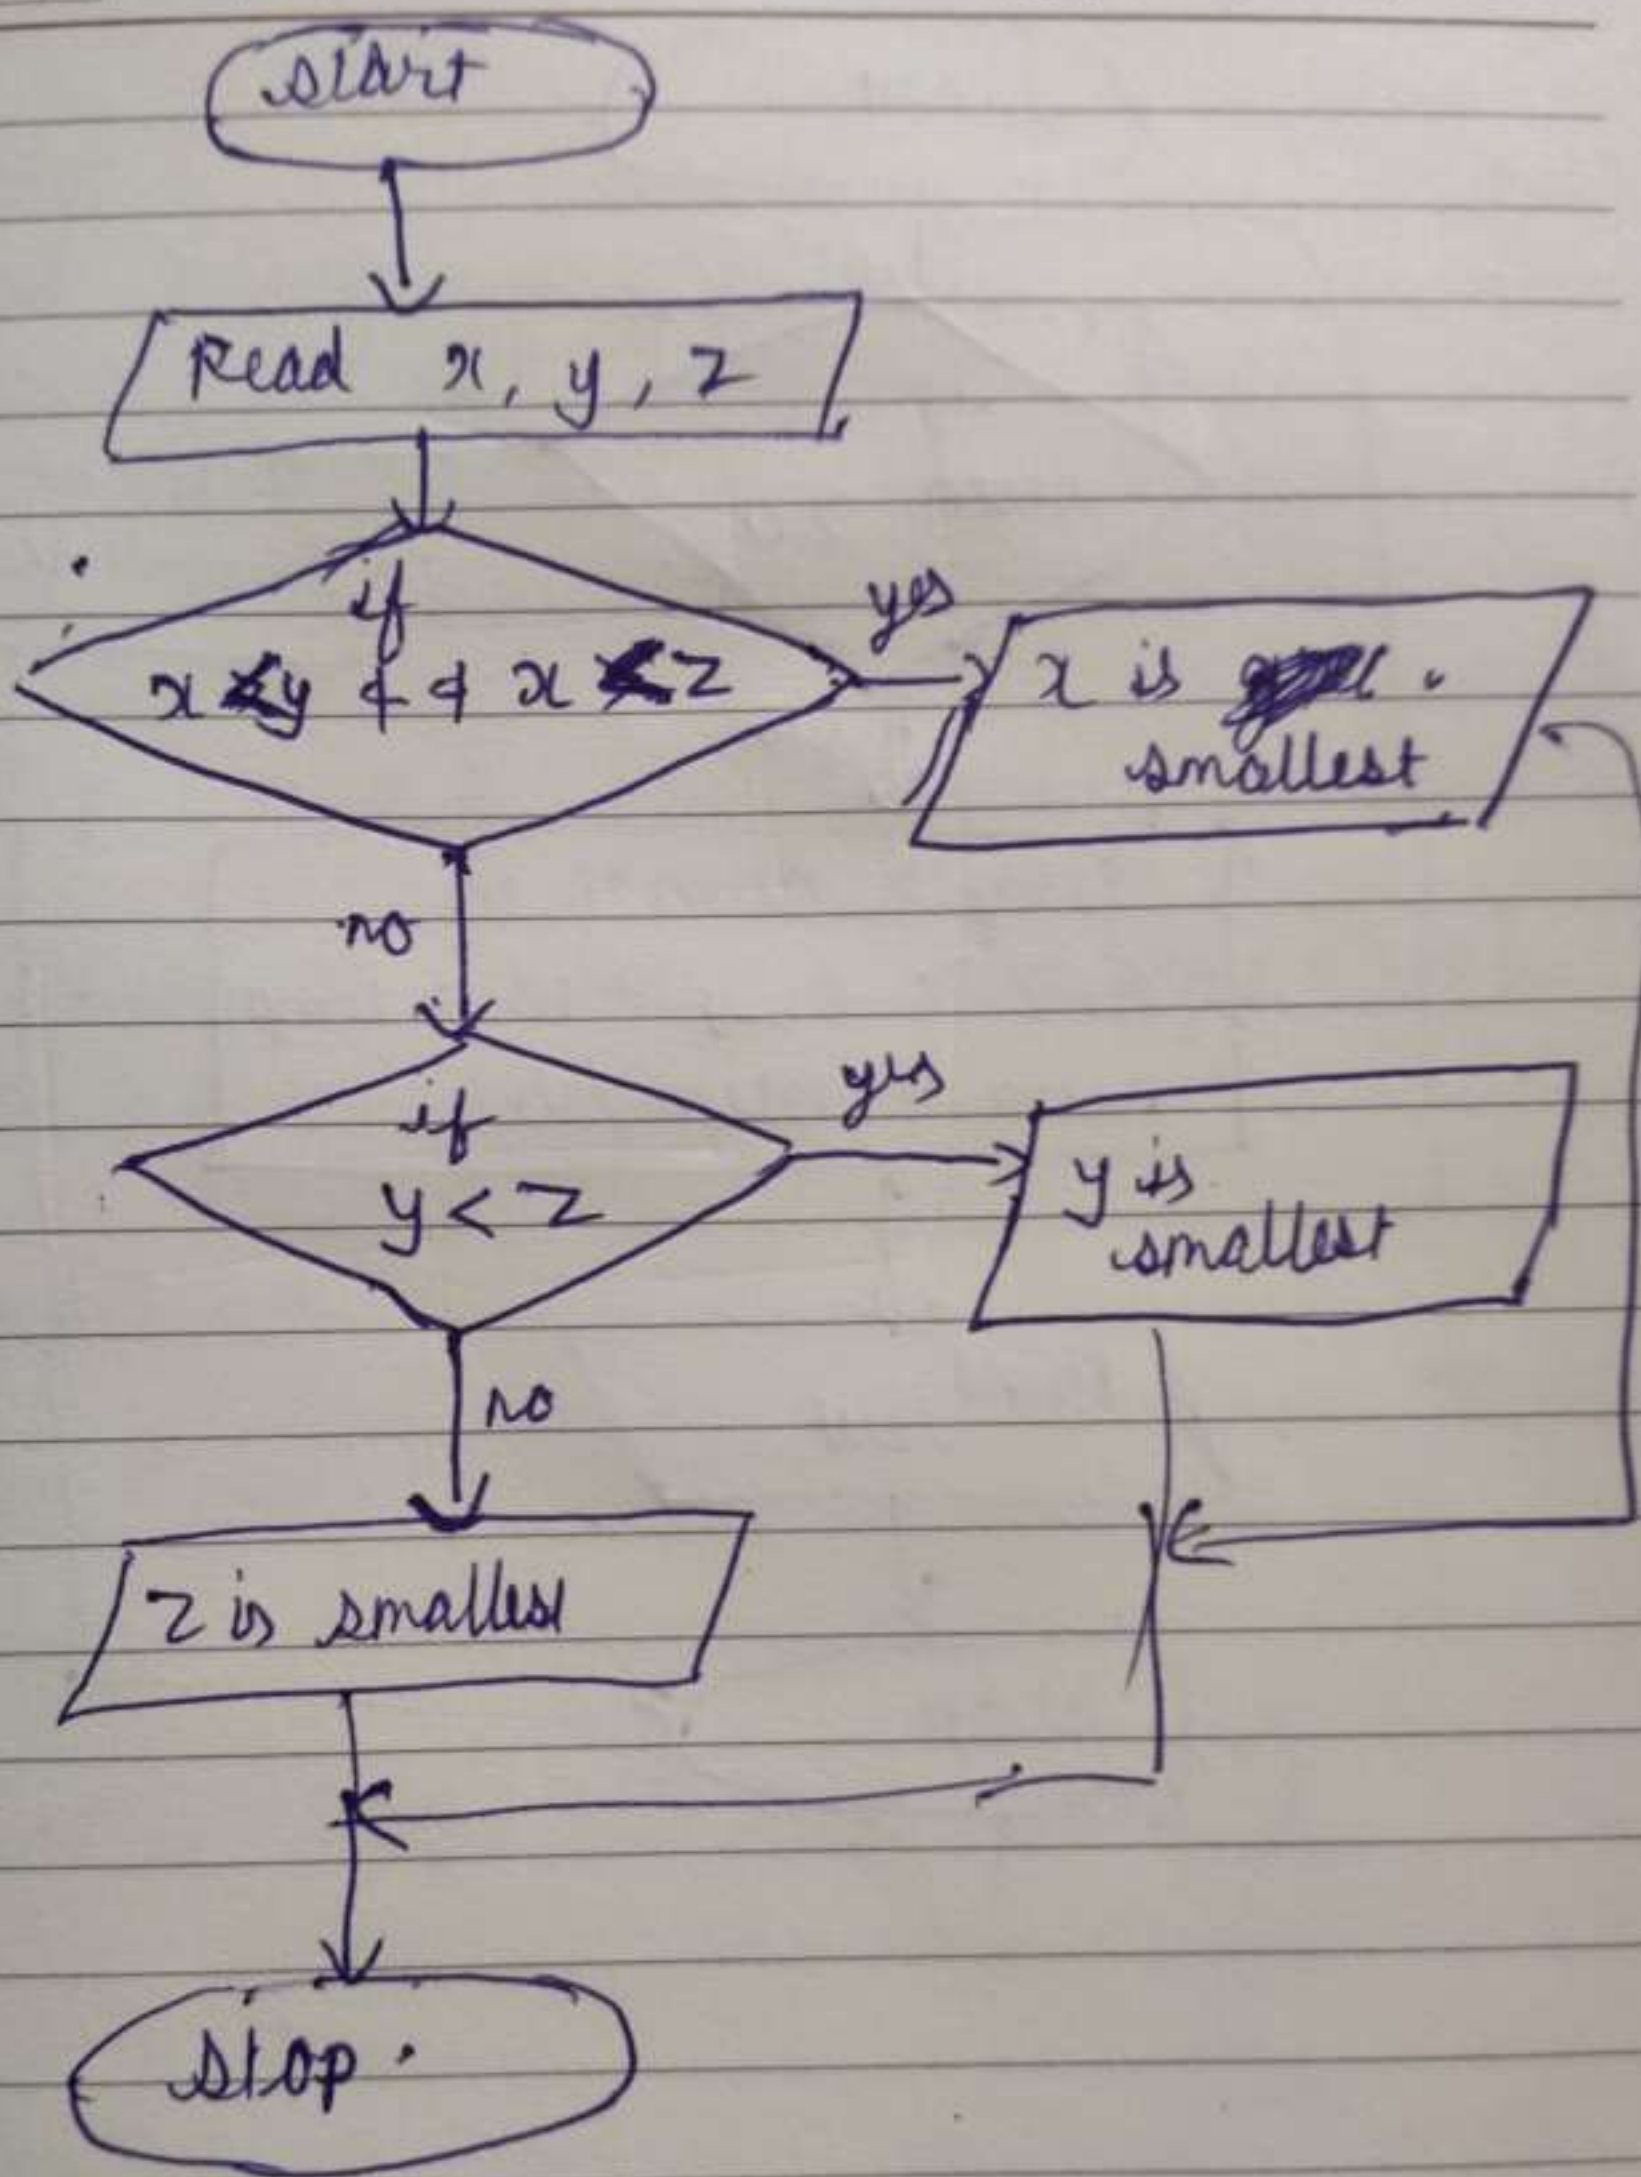 start
Read x, y, z
if
x < y && x < z
yes
x is
smallest
no
if
y < z
yes
y is
smallest
no
z is smallest
stop.